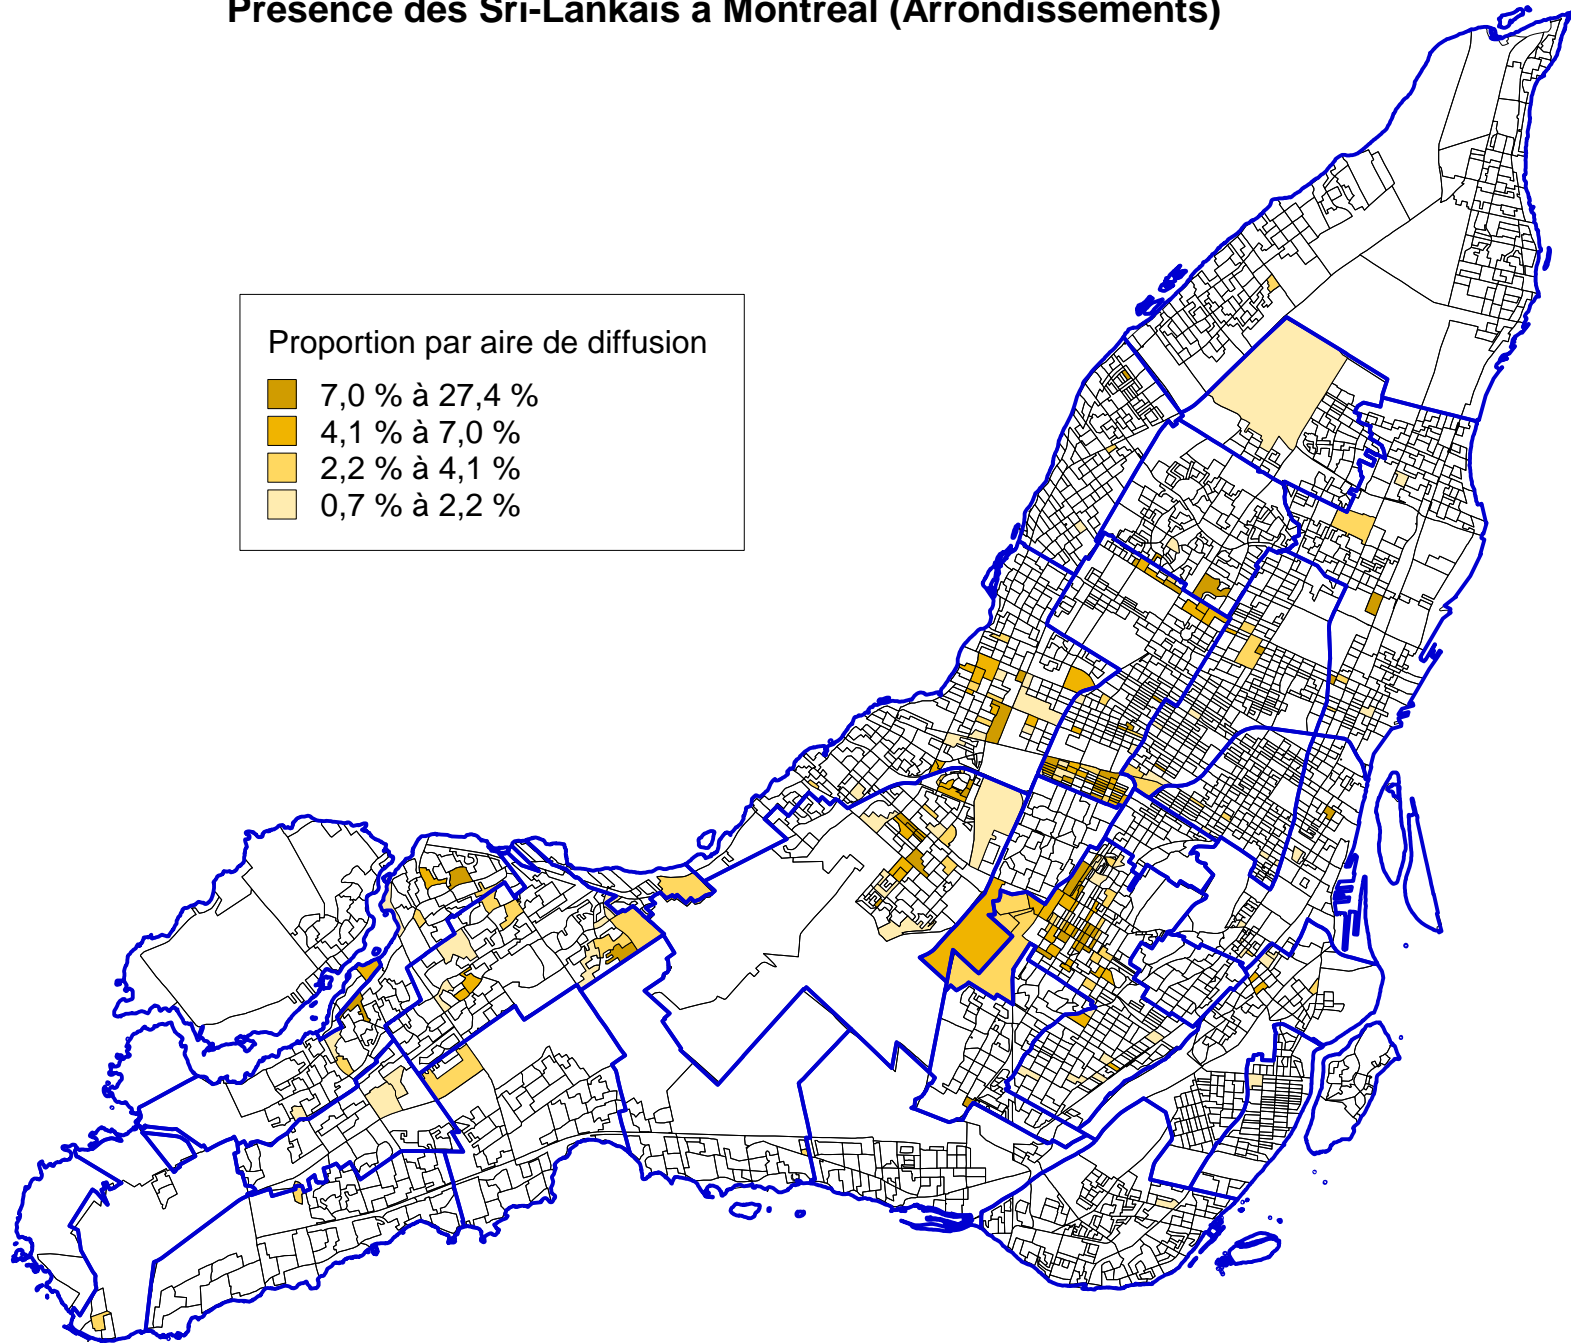 Présence des Sri-Lankais à Montréal (Arrondissements)
Proportion par aire de diffusion
7,0 % à 27,4 %
4,1 % à 7,0 %
2,2 % à 4,1 %
0,7 % à 2,2 %